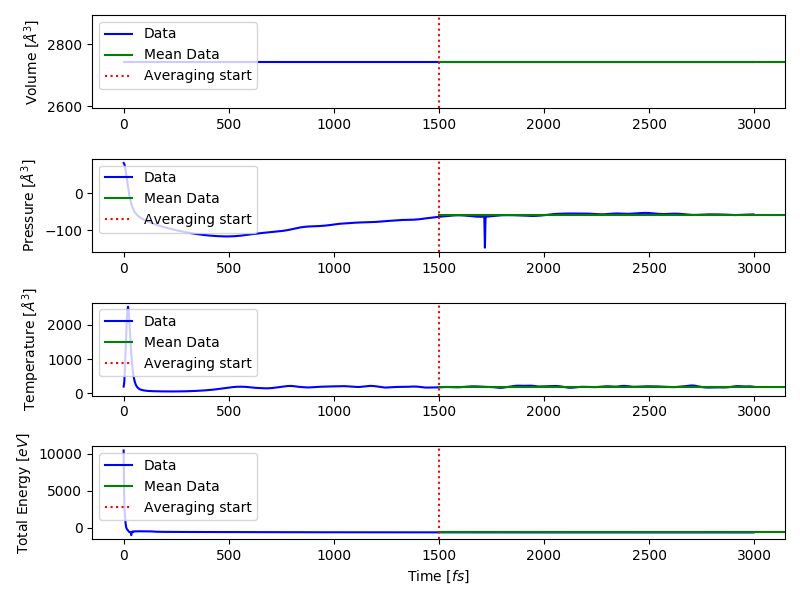 Volume [Å³]
2800
2600
Data
Mean Data
Averaging start
0 500 1000 1500 2000 2500 3000
Pressure [Å³]
0
−100
Data
Mean Data
Averaging start
0 500 1000 1500 2000 2500 3000
Temperature [Å³]
2000
1000
0
Data
Mean Data
Averaging start
0 500 1000 1500 2000 2500 3000
Total Energy [eV]
10000
5000
0
Data
Mean Data
Averaging start
0 500 1000 1500 2000 2500 3000
Time [fs]